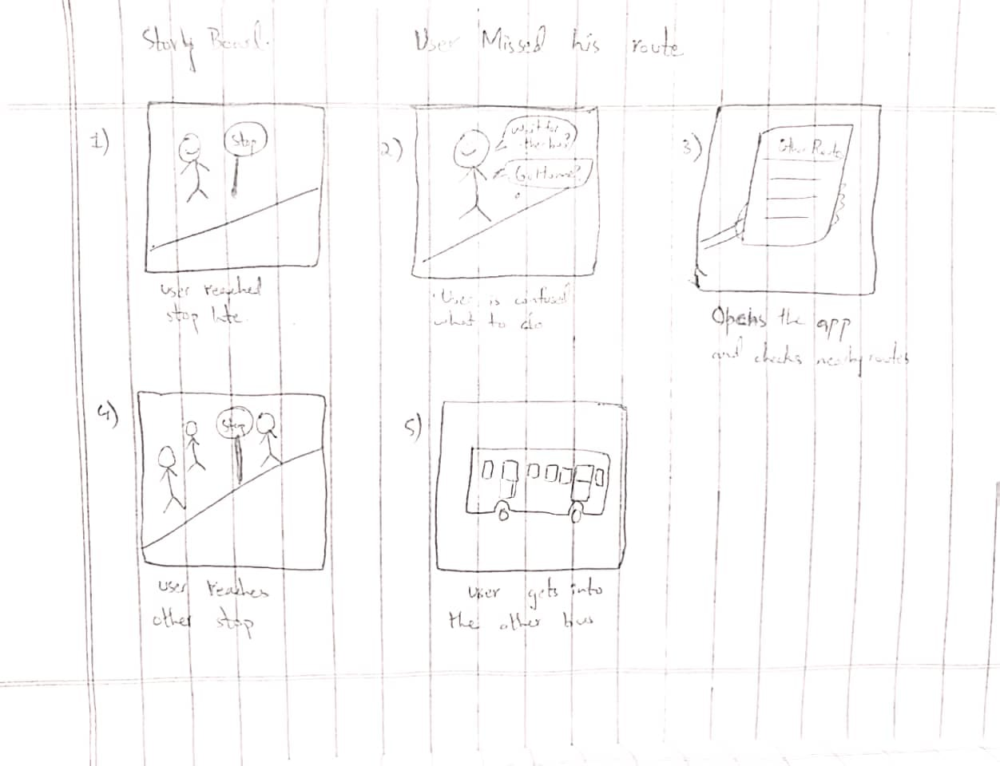 Story Board.
User Missed his route
1)
Stop
user reached
stop late.
2)
Wait for
the bus?
Go Home?
User is confused
what to do
3)
Other Routes
Opens the app
and checks nearby routes
4)
Stop
user reaches
other stop
5)
User gets into
the other bus